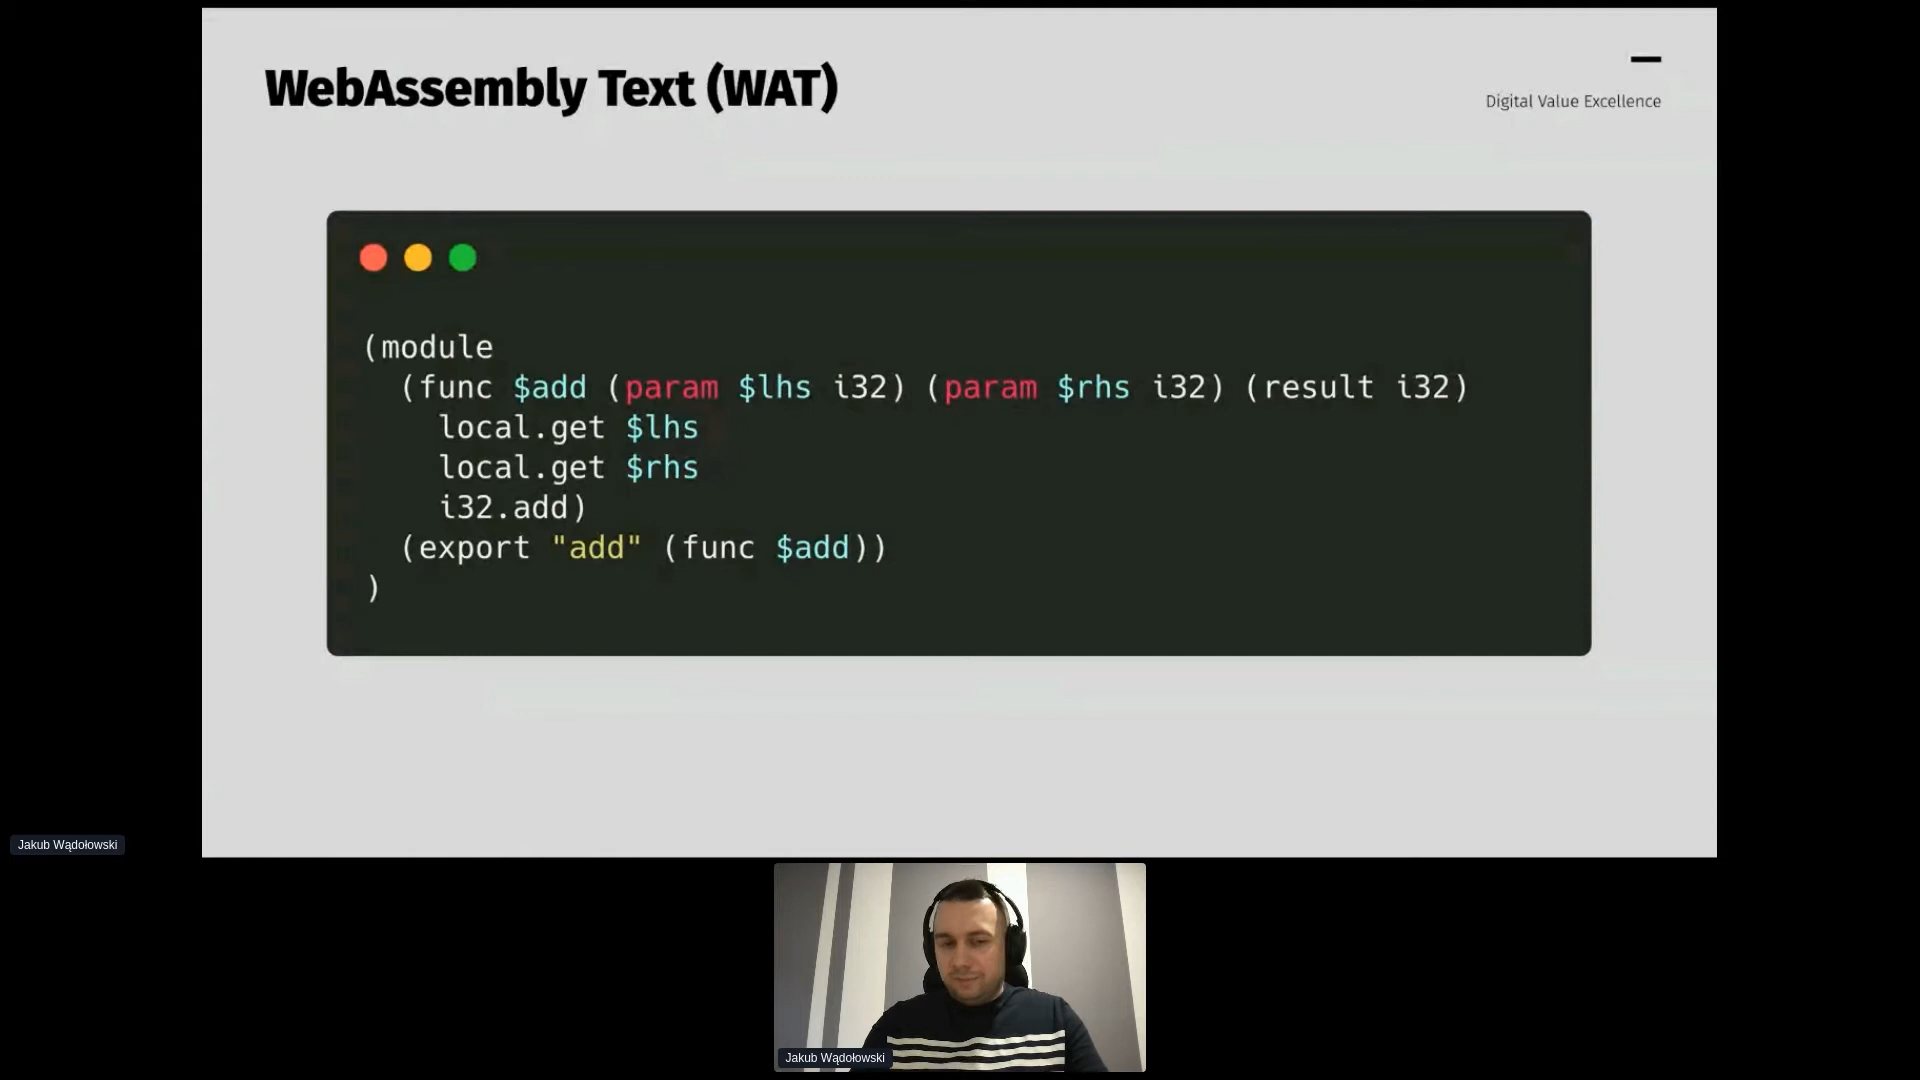 WebAssembly Text (WAT)
Digital Value Excellence
(module
  (func $add (param $lhs i32) (param $rhs i32) (result i32)
    local.get $lhs
    local.get $rhs
    i32.add)
  (export "add" (func $add))
)
Jakub Wądołowski
Jakub Wądołowski